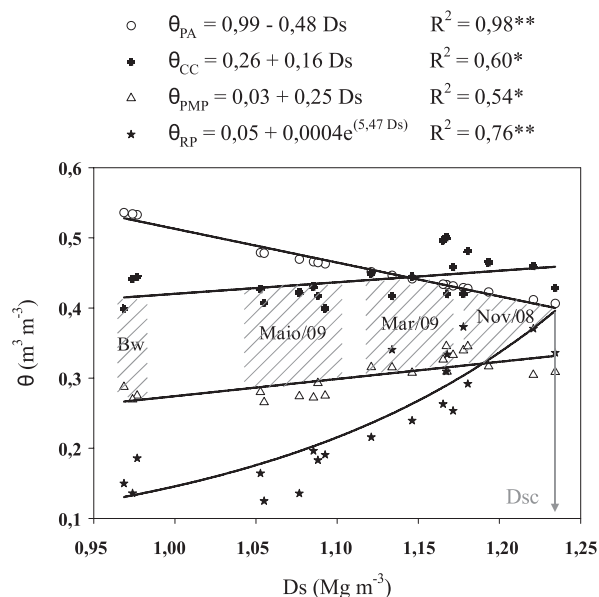 θPA = 0,99 - 0,48 Ds R² = 0,98**
θCC = 0,26 + 0,16 Ds R² = 0,60*
θPMP = 0,03 + 0,25 Ds R² = 0,54*
θRP = 0,05 + 0,0004e(5,47 Ds) R² = 0,76**
0,6
0,5
0,4
0,3
0,2
0,1
θ (m³ m⁻³)
Bw
Maio/09
Mar/09
Nov/08
Dsc
0,95 1,00 1,05 1,10 1,15 1,20 1,25
Ds (Mg m⁻³)